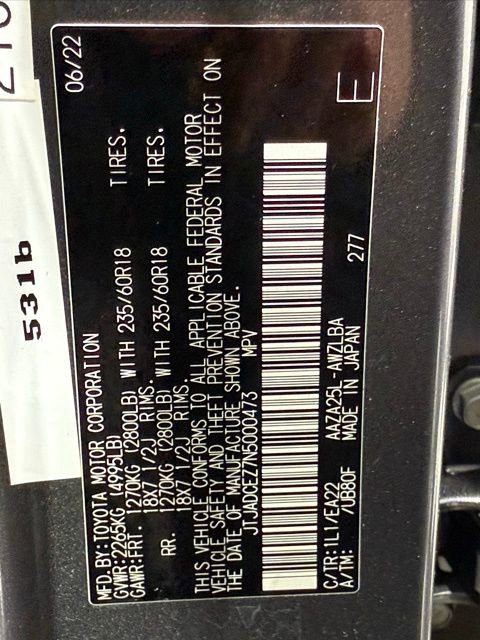 MFD.BY:TOYOTA MOTOR CORPORATION 06/22
GVWR:2265KG (4995LB)
GAWR:FRT. 1270KG (2800LB) WITH 235/60R18 TIRES.
18X7 1/2J RIMS.
RR. 1270KG (2800LB) WITH 235/60R18 TIRES.
18X7 1/2J RIMS.
THIS VEHICLE CONFORMS TO ALL APPLICABLE FEDERAL MOTOR
VEHICLE SAFETY AND THEFT PREVENTION STANDARDS IN EFFECT ON
THE DATE OF MANUFACTURE SHOWN ABOVE.
JTJADCEZ7N5000473 MPV
C/TR:1L1/EA22 AAZA25L-AWZLBA
A/TM: /UB80F MADE IN JAPAN
277
E
531b